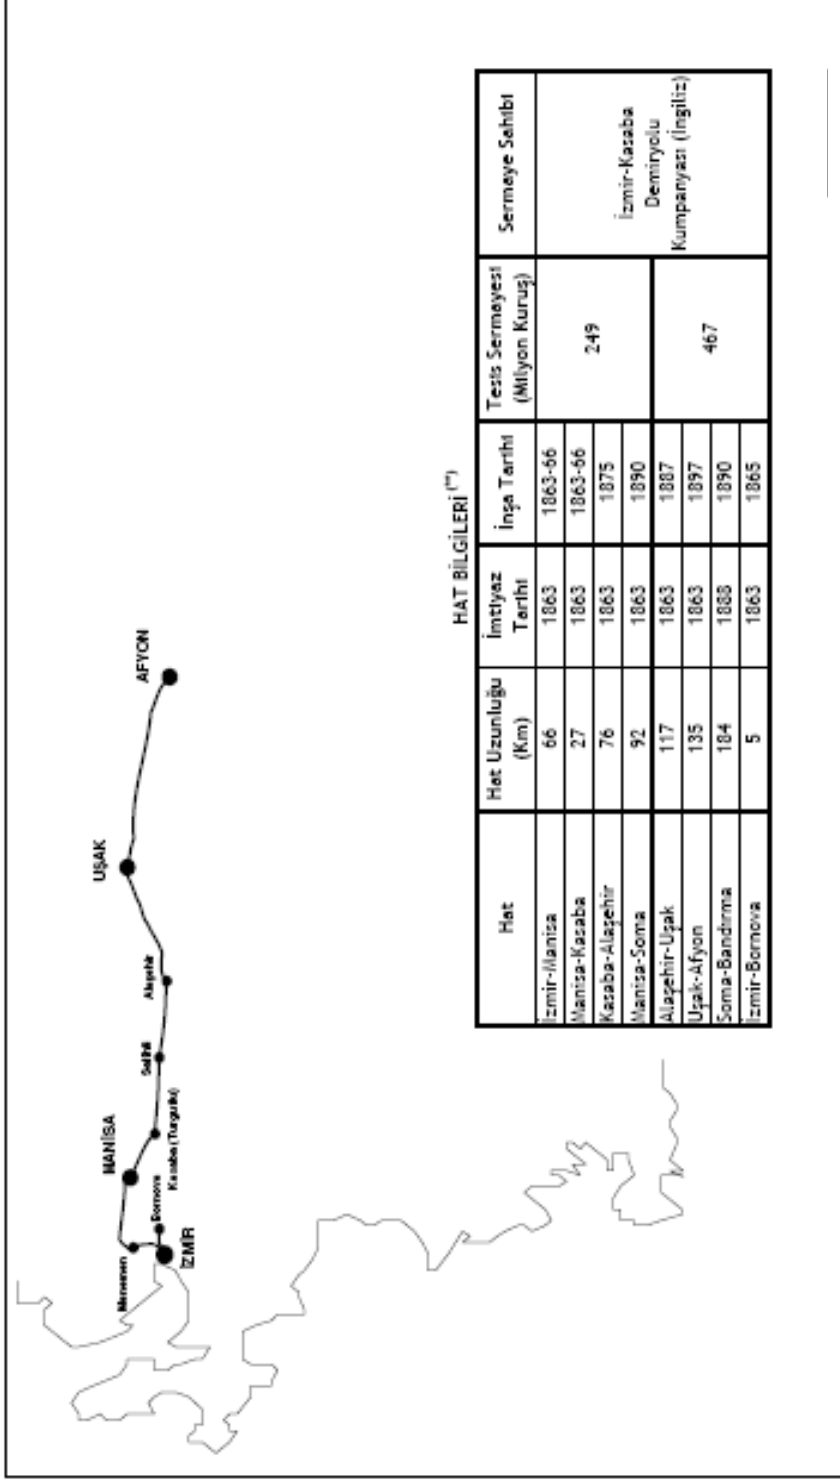 MANİSA
UŞAK
AFYON
Menemen
Bornova
İZMİR
Kasaba (Turgutlu)
Salihli
Alaşehir
HAT BİLGİLERİ (**)
Hat Hat Uzunluğu (Km) İmtiyaz Tarihi İnşa Tarihi Tesis Sermayesi (Milyon Kuruş) Sermaye Sahibi
İzmir-Manisa 66 1863 1863-66 249 İzmir-Kasaba Demiryolu Kumpanyası (İngiliz)
Manisa-Kasaba 27 1863 1863-66
Kasaba-Alaşehir 76 1863 1875
Manisa-Soma 92 1863 1890
Alaşehir-Uşak 117 1863 1887 467
Uşak-Afyon 135 1863 1897
Soma-Bandırma 184 1888 1890
İzmir-Bornova 5 1863 1865